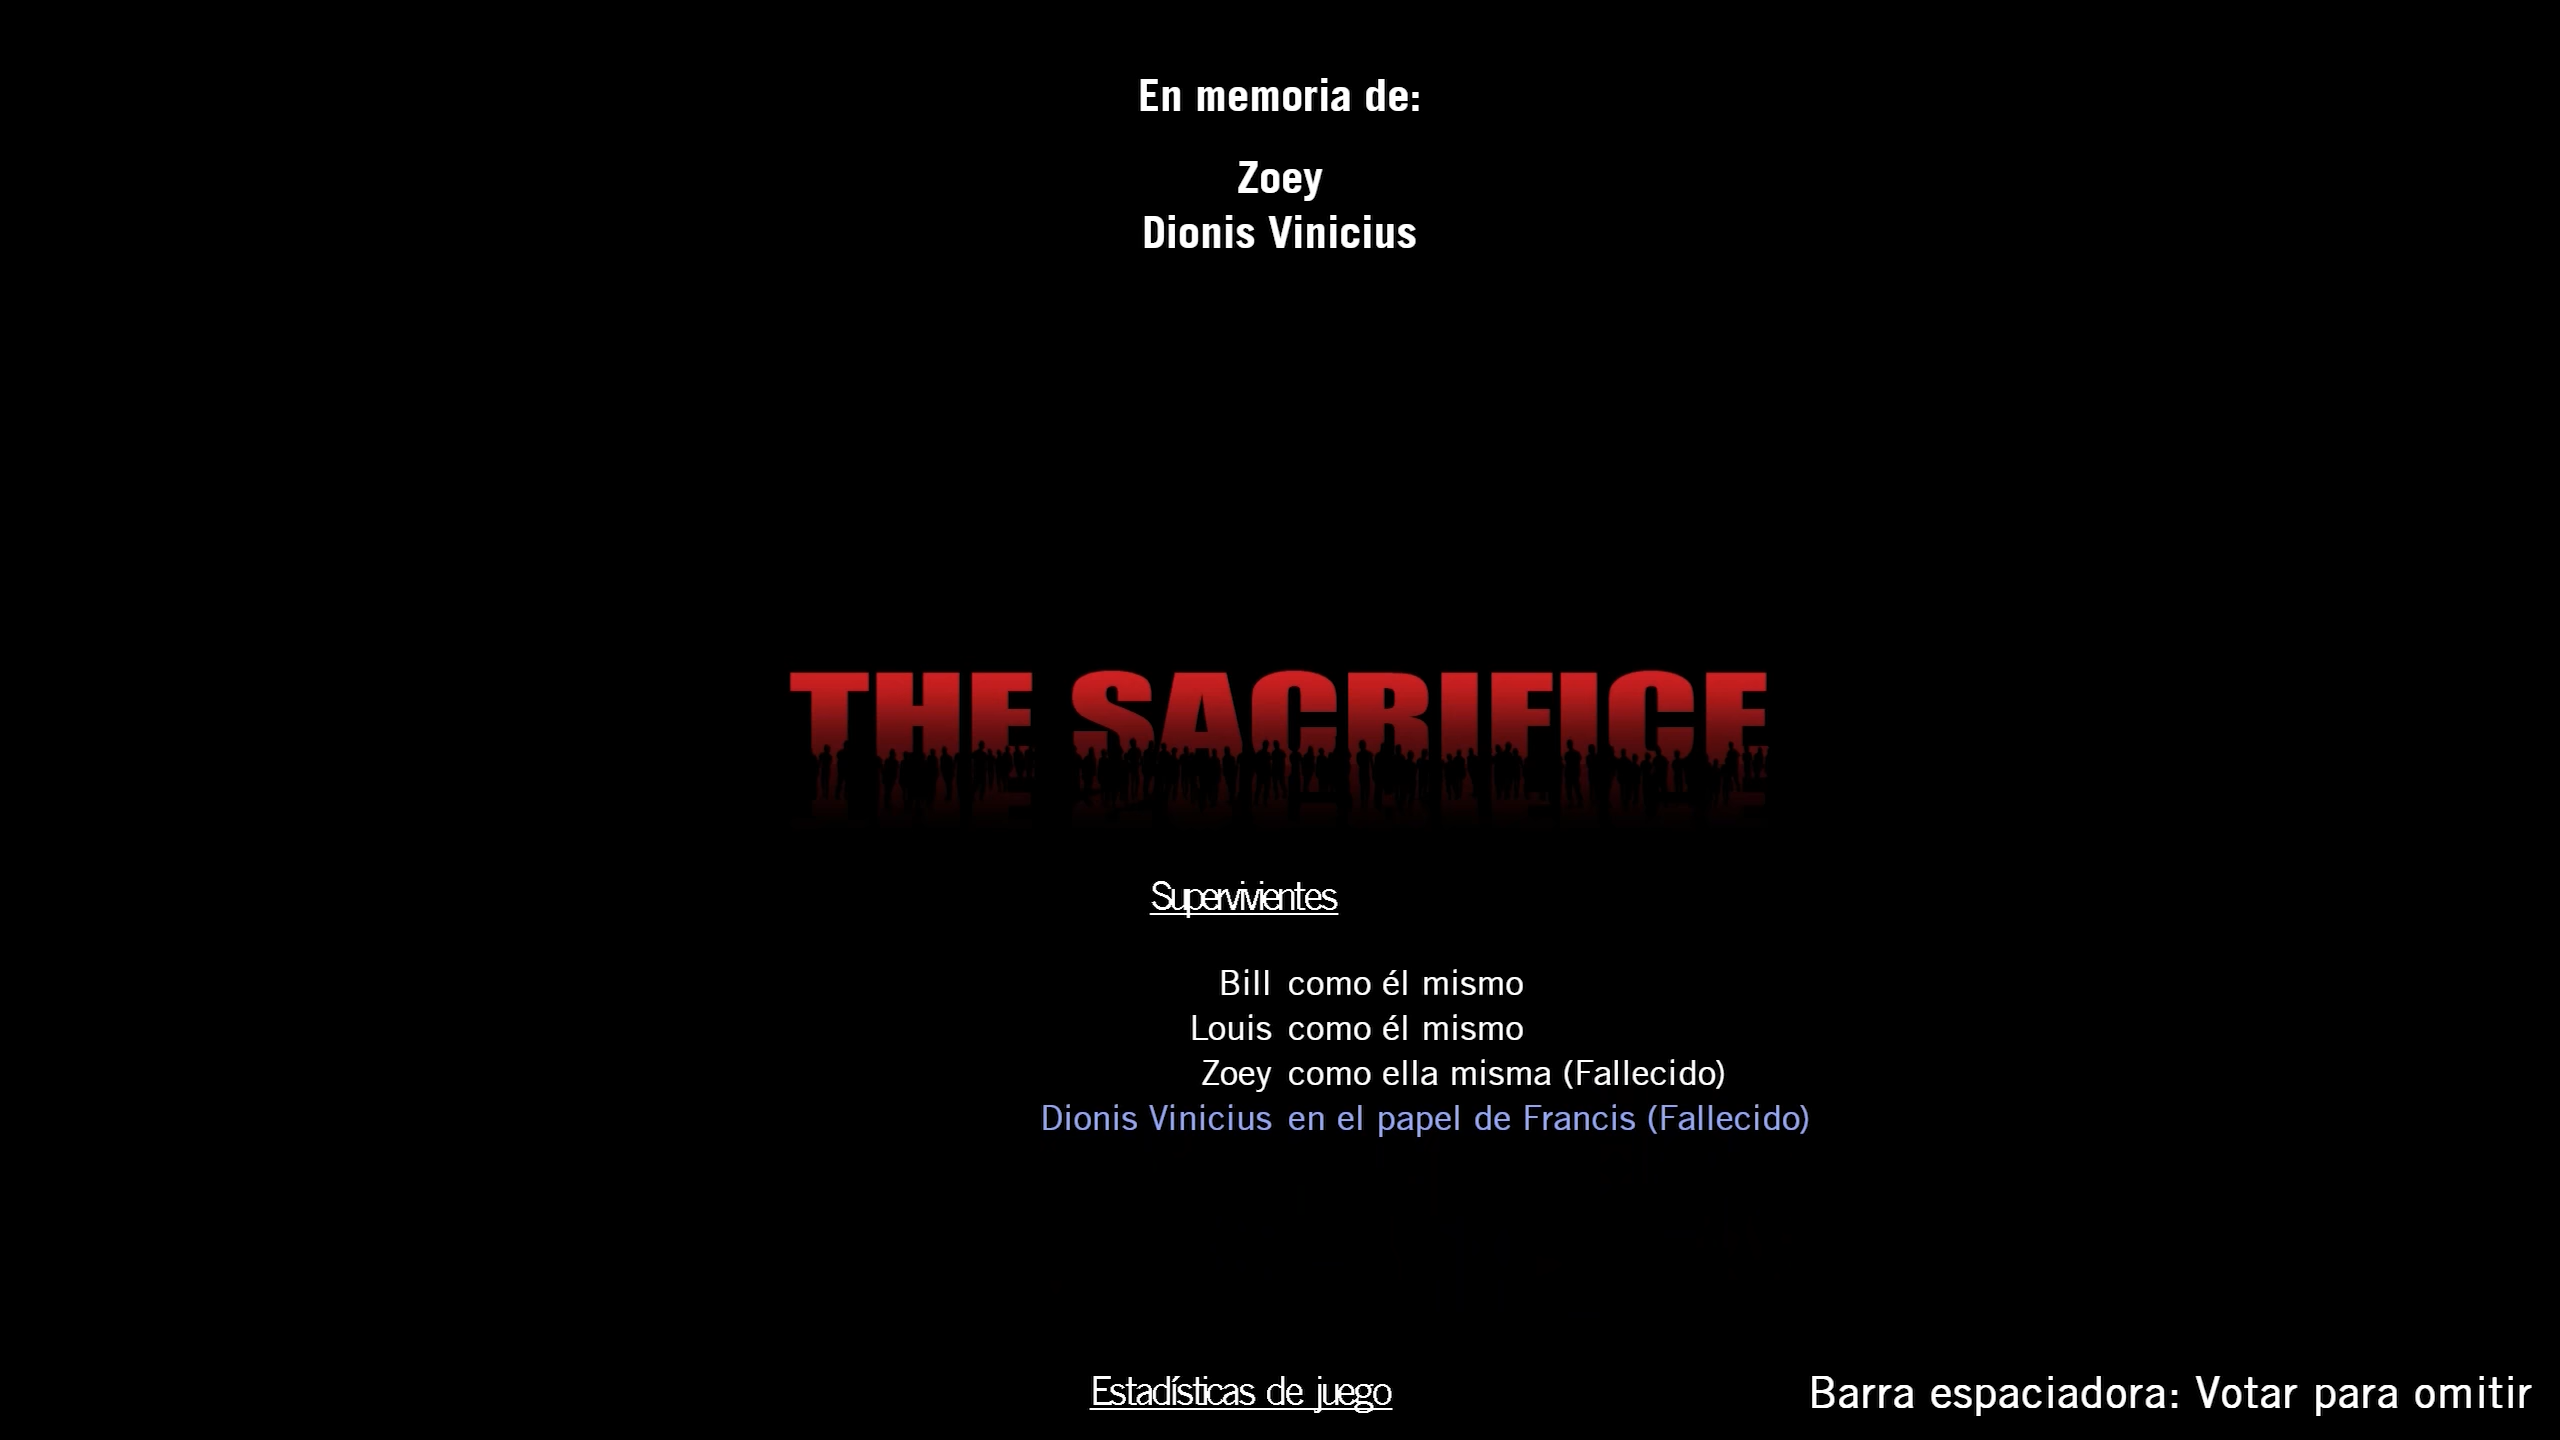 En memoria de:
Zoey
Dionis Vinicius
THE SACRIFICE
Supervivientes
Bill como él mismo
Louis como él mismo
Zoey como ella misma (Fallecido)
Dionis Vinicius en el papel de Francis (Fallecido)
Estadísticas de juego
Barra espaciadora: Votar para omitir